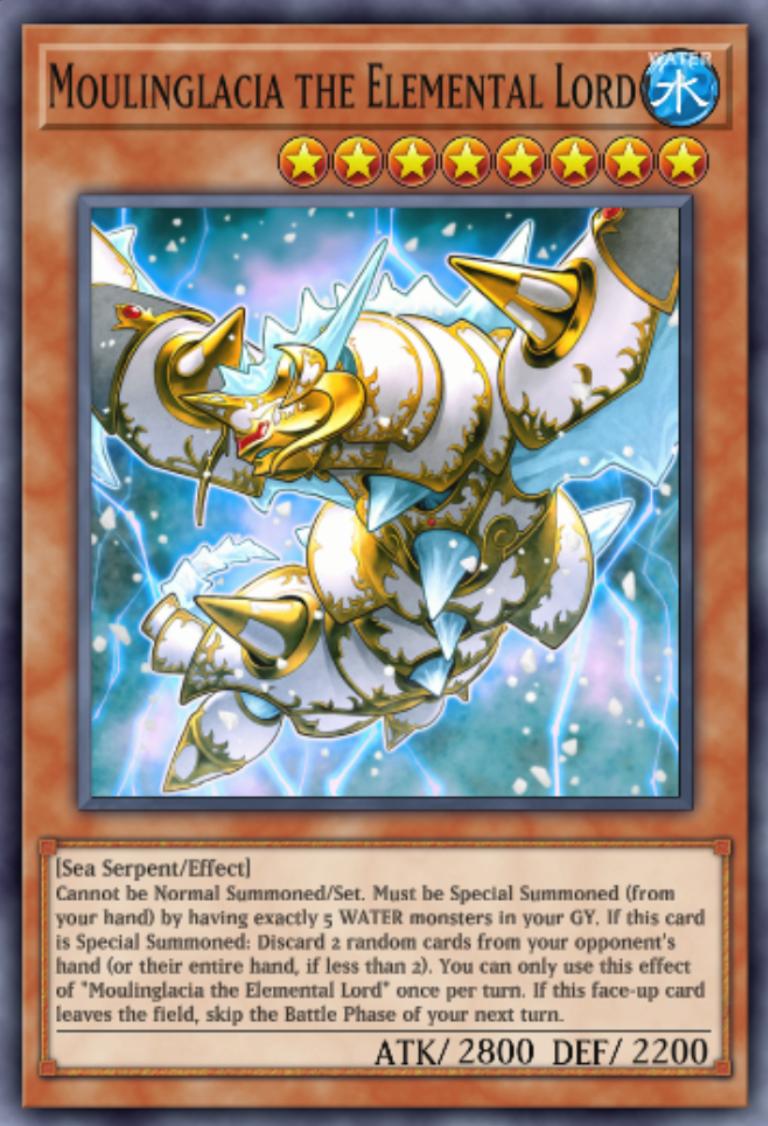 Moulinglacia the Elemental Lord
WATER
水
[Sea Serpent/Effect]
Cannot be Normal Summoned/Set. Must be Special Summoned (from
your hand) by having exactly 5 WATER monsters in your GY. If this card
is Special Summoned: Discard 2 random cards from your opponent's
hand (or their entire hand, if less than 2). You can only use this effect
of "Moulinglacia the Elemental Lord" once per turn. If this face-up card
leaves the field, skip the Battle Phase of your next turn.
ATK/ 2800 DEF/ 2200